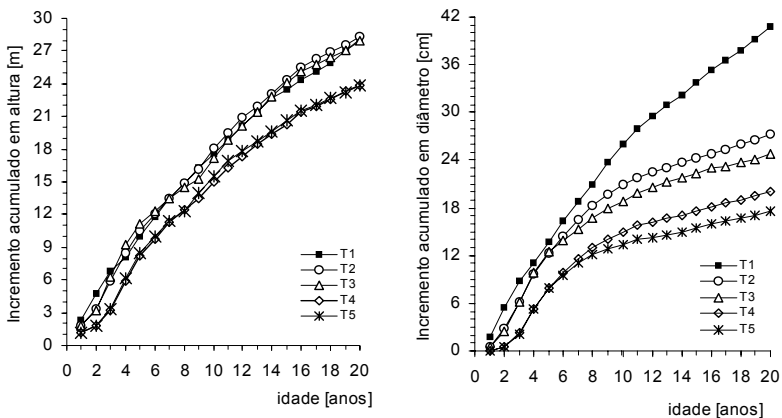 Incremento acumulado em altura [m]
30
27
24
21
18
15
12
9
6
3
0
0 2 4 6 8 10 12 14 16 18 20
idade [anos]
T1
T2
T3
T4
T5
Incremento acumulado em diâmetro [cm]
42
36
30
24
18
12
6
0
0 2 4 6 8 10 12 14 16 18 20
idade [anos]
T1
T2
T3
T4
T5